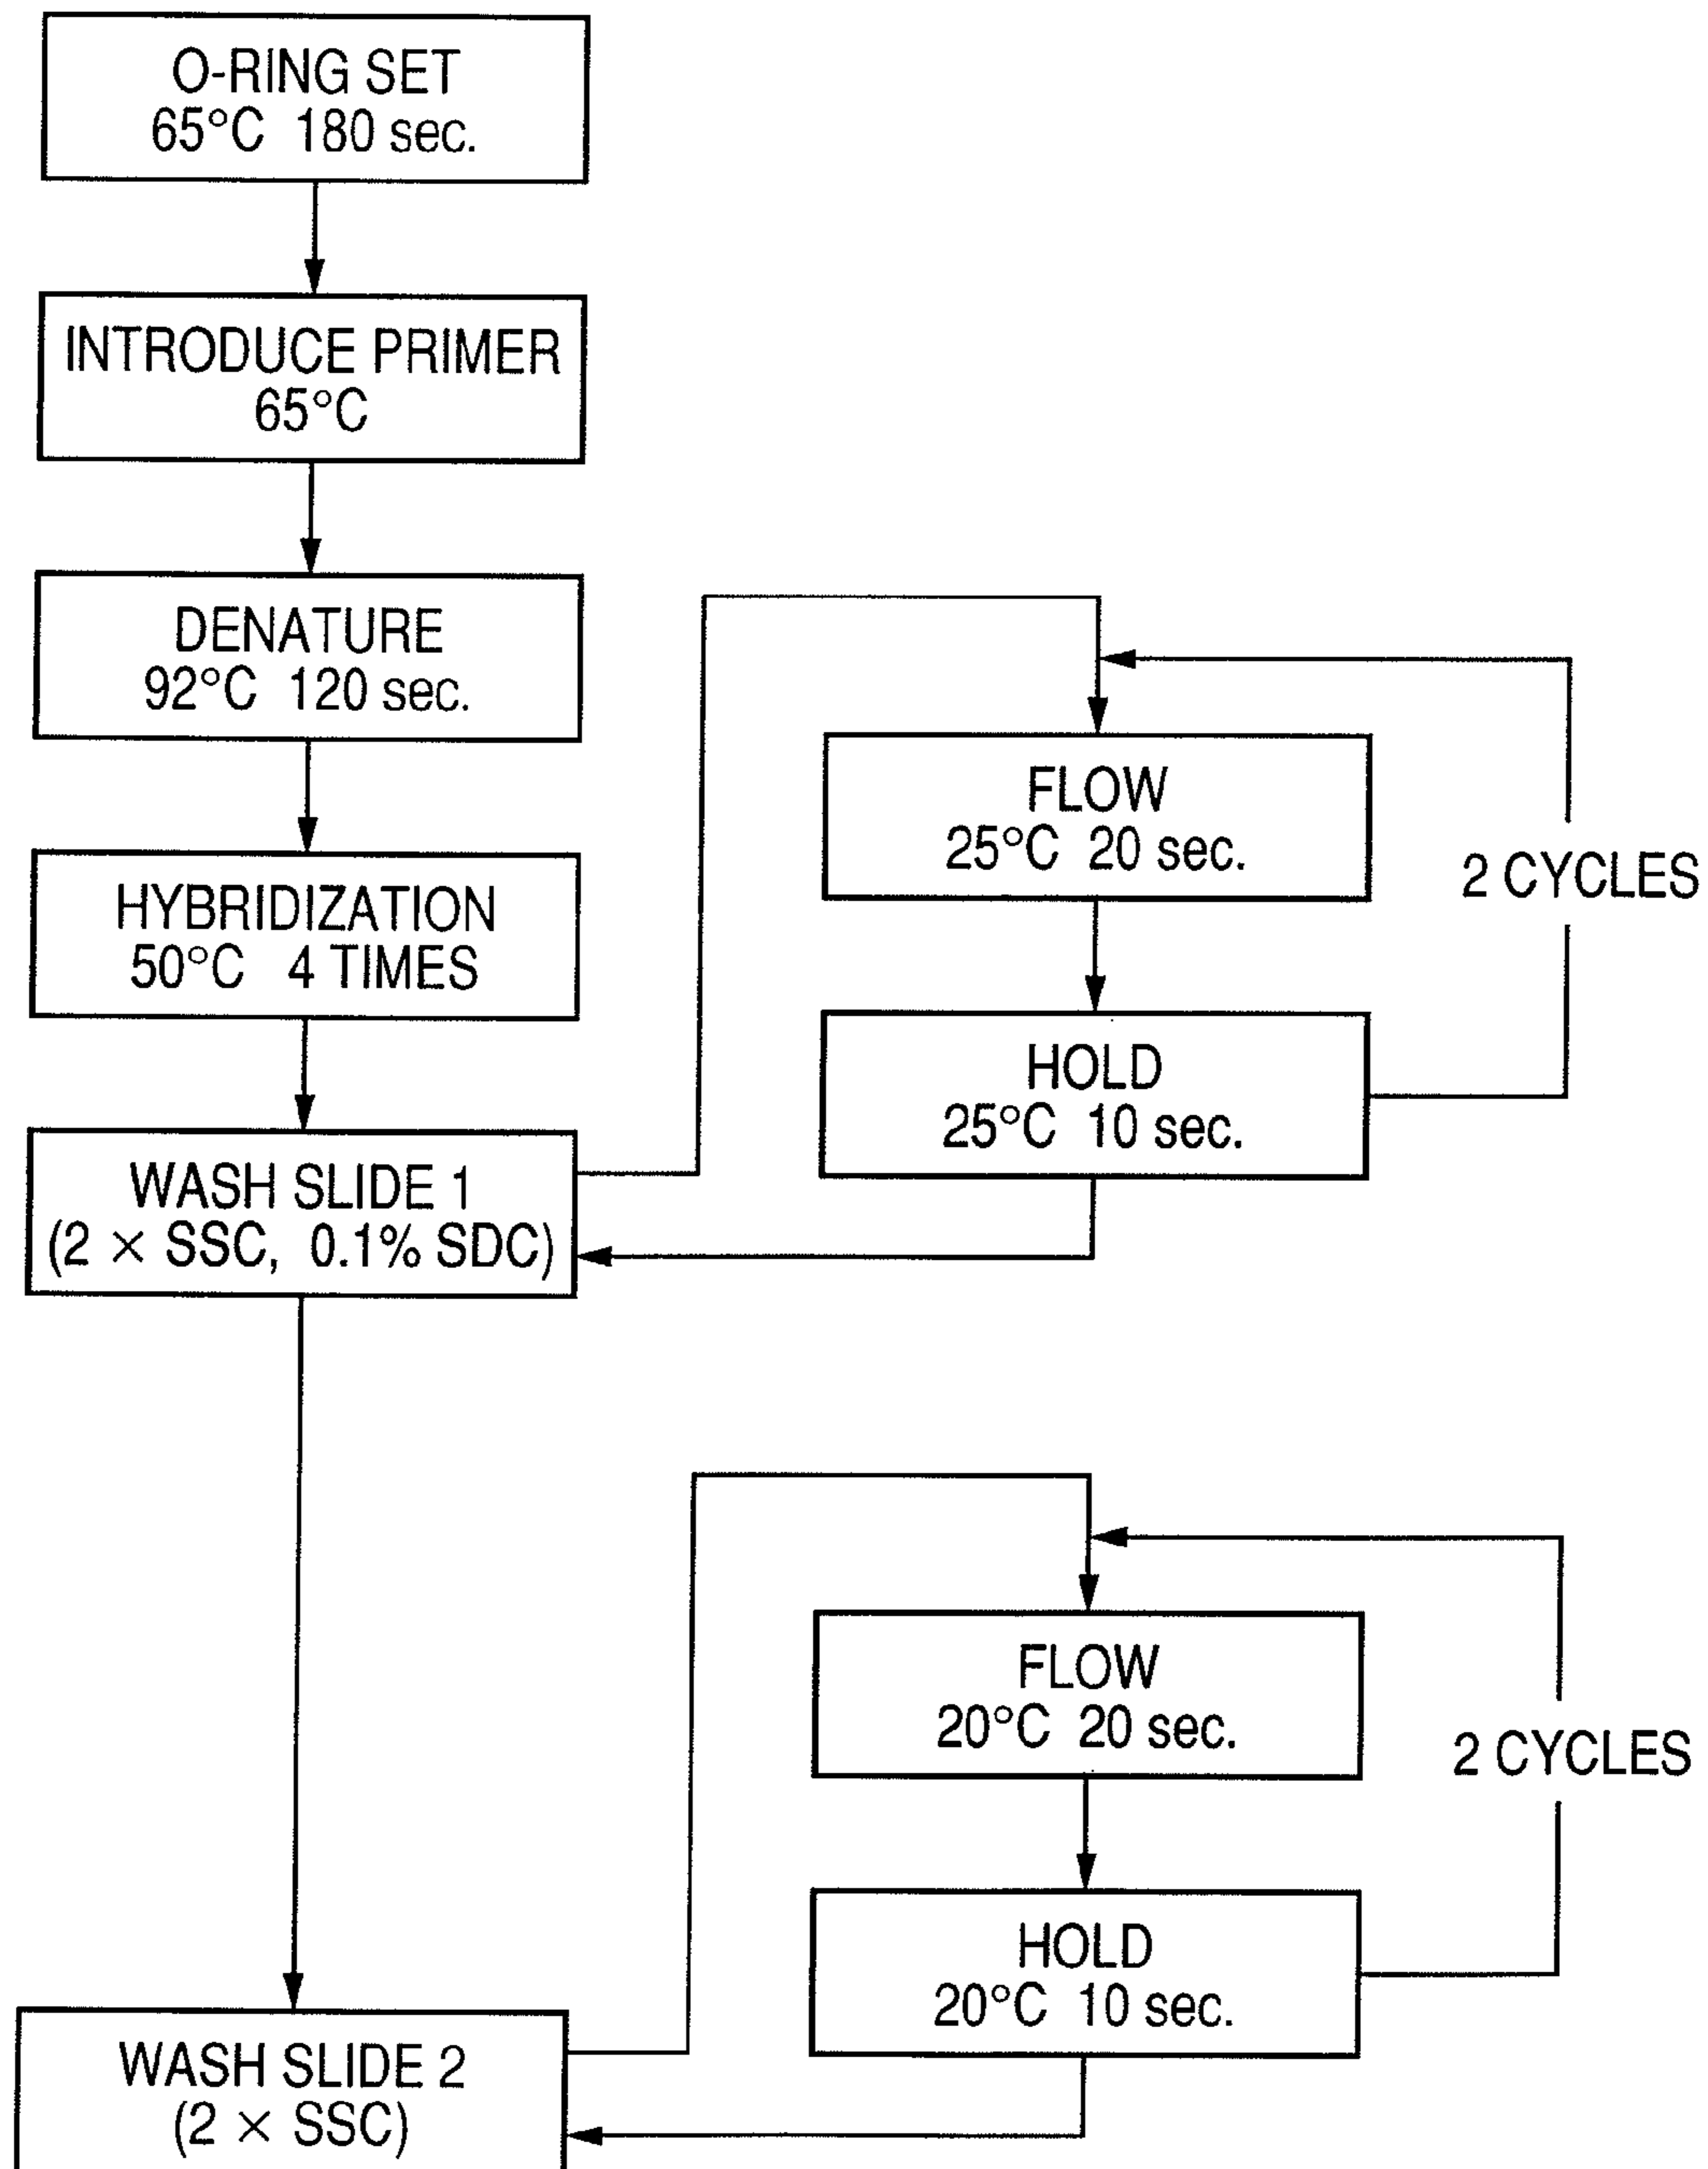 O-RING SET
65°C 180 sec.
INTRODUCE PRIMER
65°C
DENATURE
92°C 120 sec.
HYBRIDIZATION
50°C 4 TIMES
WASH SLIDE 1
(2 × SSC, 0.1% SDC)
FLOW
25°C 20 sec.
HOLD
25°C 10 sec.
2 CYCLES
WASH SLIDE 2
(2 × SSC)
FLOW
20°C 20 sec.
HOLD
20°C 10 sec.
2 CYCLES